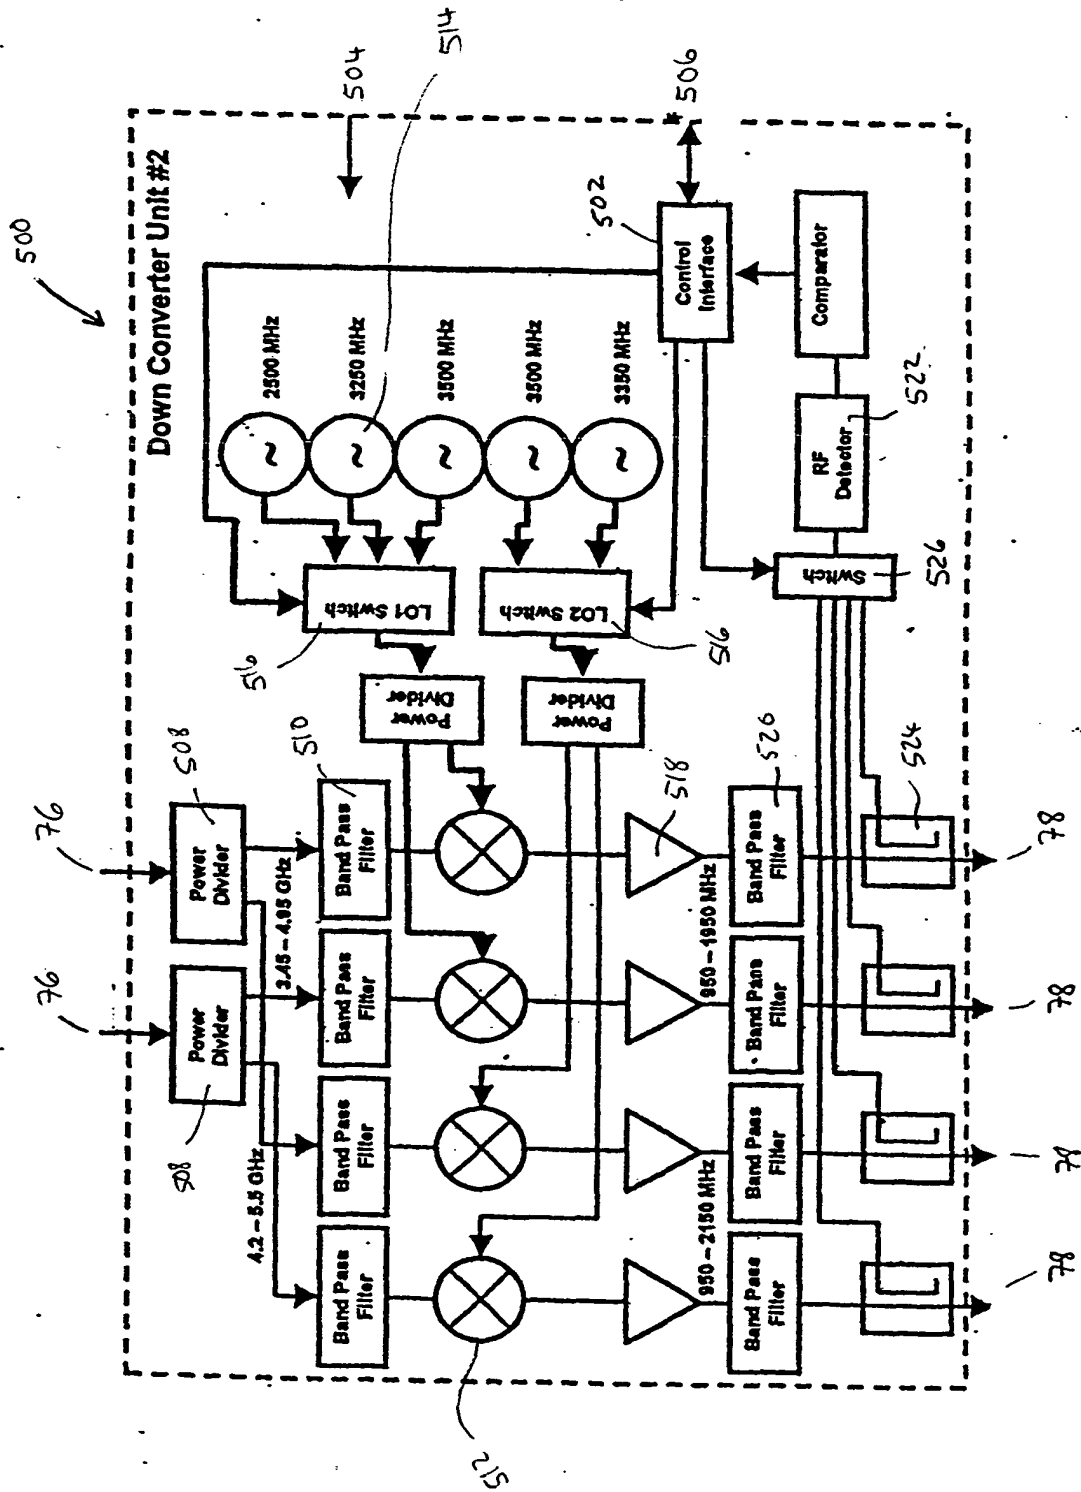 500
Down Converter Unit #2
504
514
506
2500 MHz
3250 MHz
3500 MHz
3500 MHz
3350 MHz
502
Control
Interface
Comparator
RF
Detector
522
Switch
526
LO1 Switch
516
LO2 Switch
516
Power
Divider
Power
Divider
76
76
Power
Divider
508
Power
Divider
508
3.45 – 4.95 GHz
4.2 – 5.5 GHz
Band Pass
Filter
510
Band Pass
Filter
Band Pass
Filter
Band Pass
Filter
512
518
950 – 1950 MHz
950 – 2150 MHz
Band Pass
Filter
526
Band Pass
Filter
Band Pass
Filter
Band Pass
Filter
524
78
78
78
78